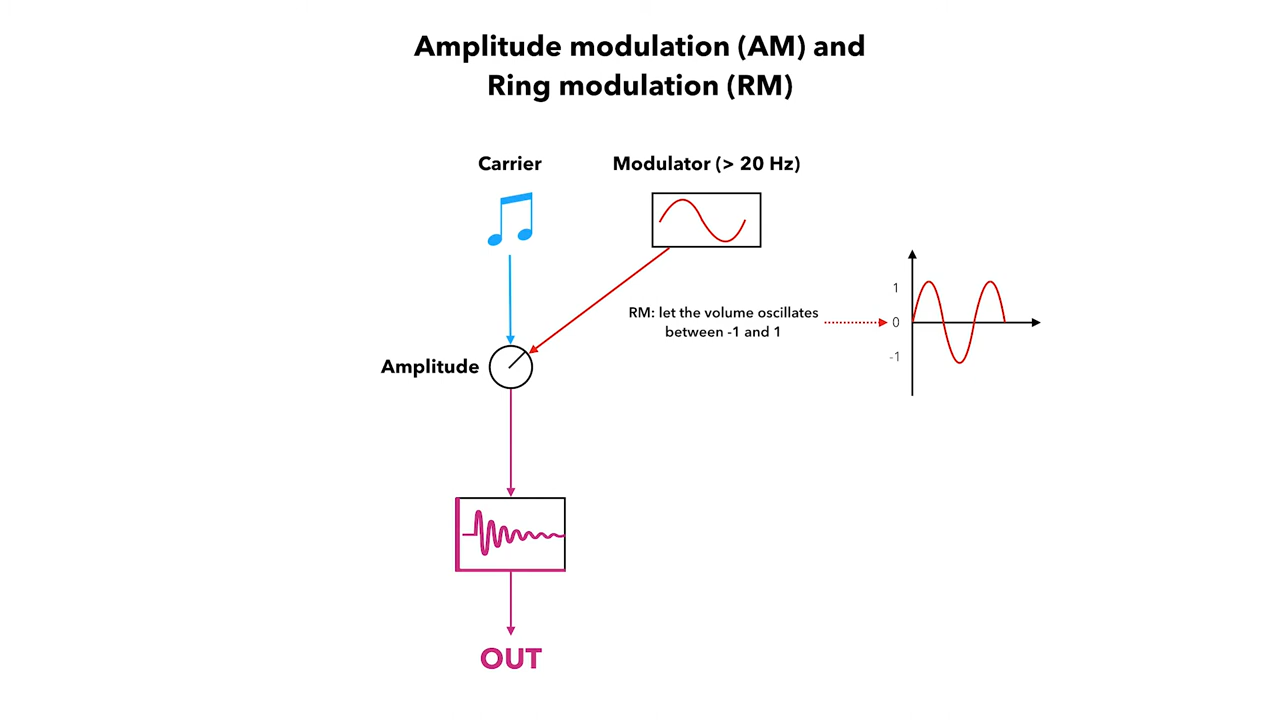 Amplitude modulation (AM) and
Ring modulation (RM)
Carrier
Modulator (> 20 Hz)
RM: let the volume oscillates
between -1 and 1
1
0
-1
Amplitude
OUT